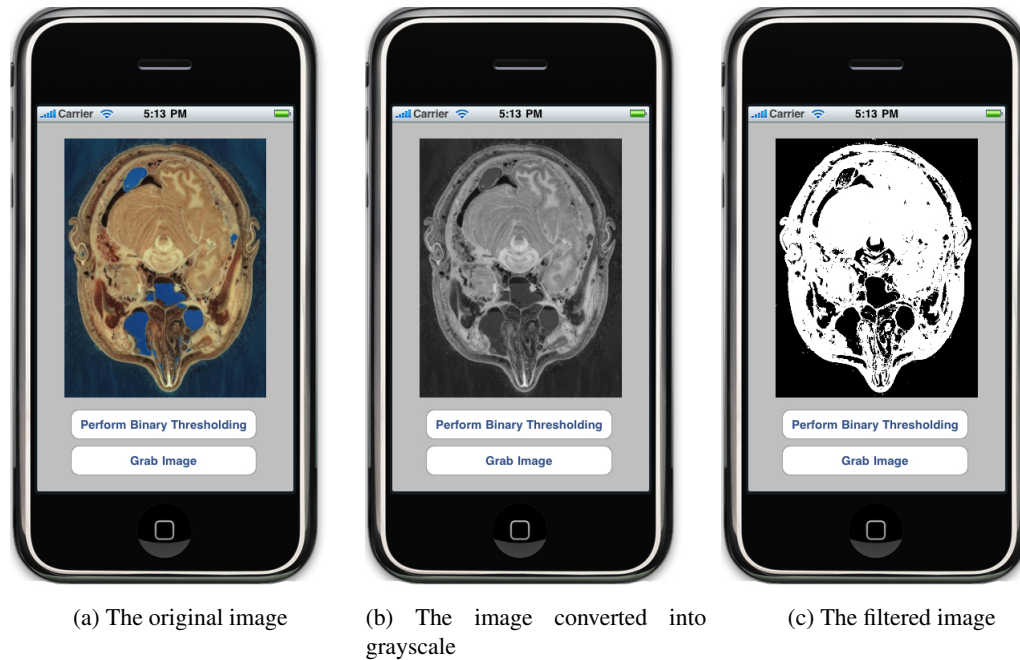 Carrier 5:13 PM
Perform Binary Thresholding
Grab Image
(a) The original image
Carrier 5:13 PM
Perform Binary Thresholding
Grab Image
(b) The image converted into
grayscale
Carrier 5:13 PM
Perform Binary Thresholding
Grab Image
(c) The filtered image